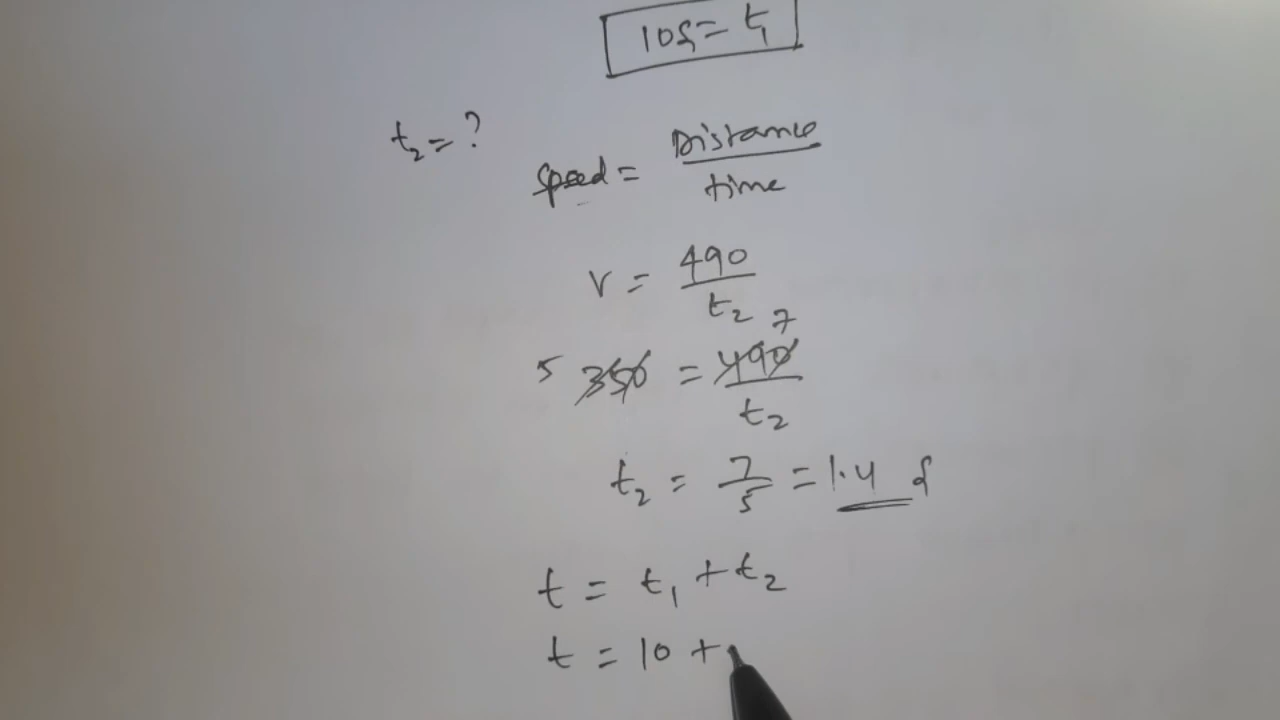 10s = t₁
t₂ = ?
speed = Distance / time
v = 490 / t₂
5 350 = 490 / t₂ 7
t₂ = 7/5 = 1.4 s
t = t₁ + t₂
t = 10 +